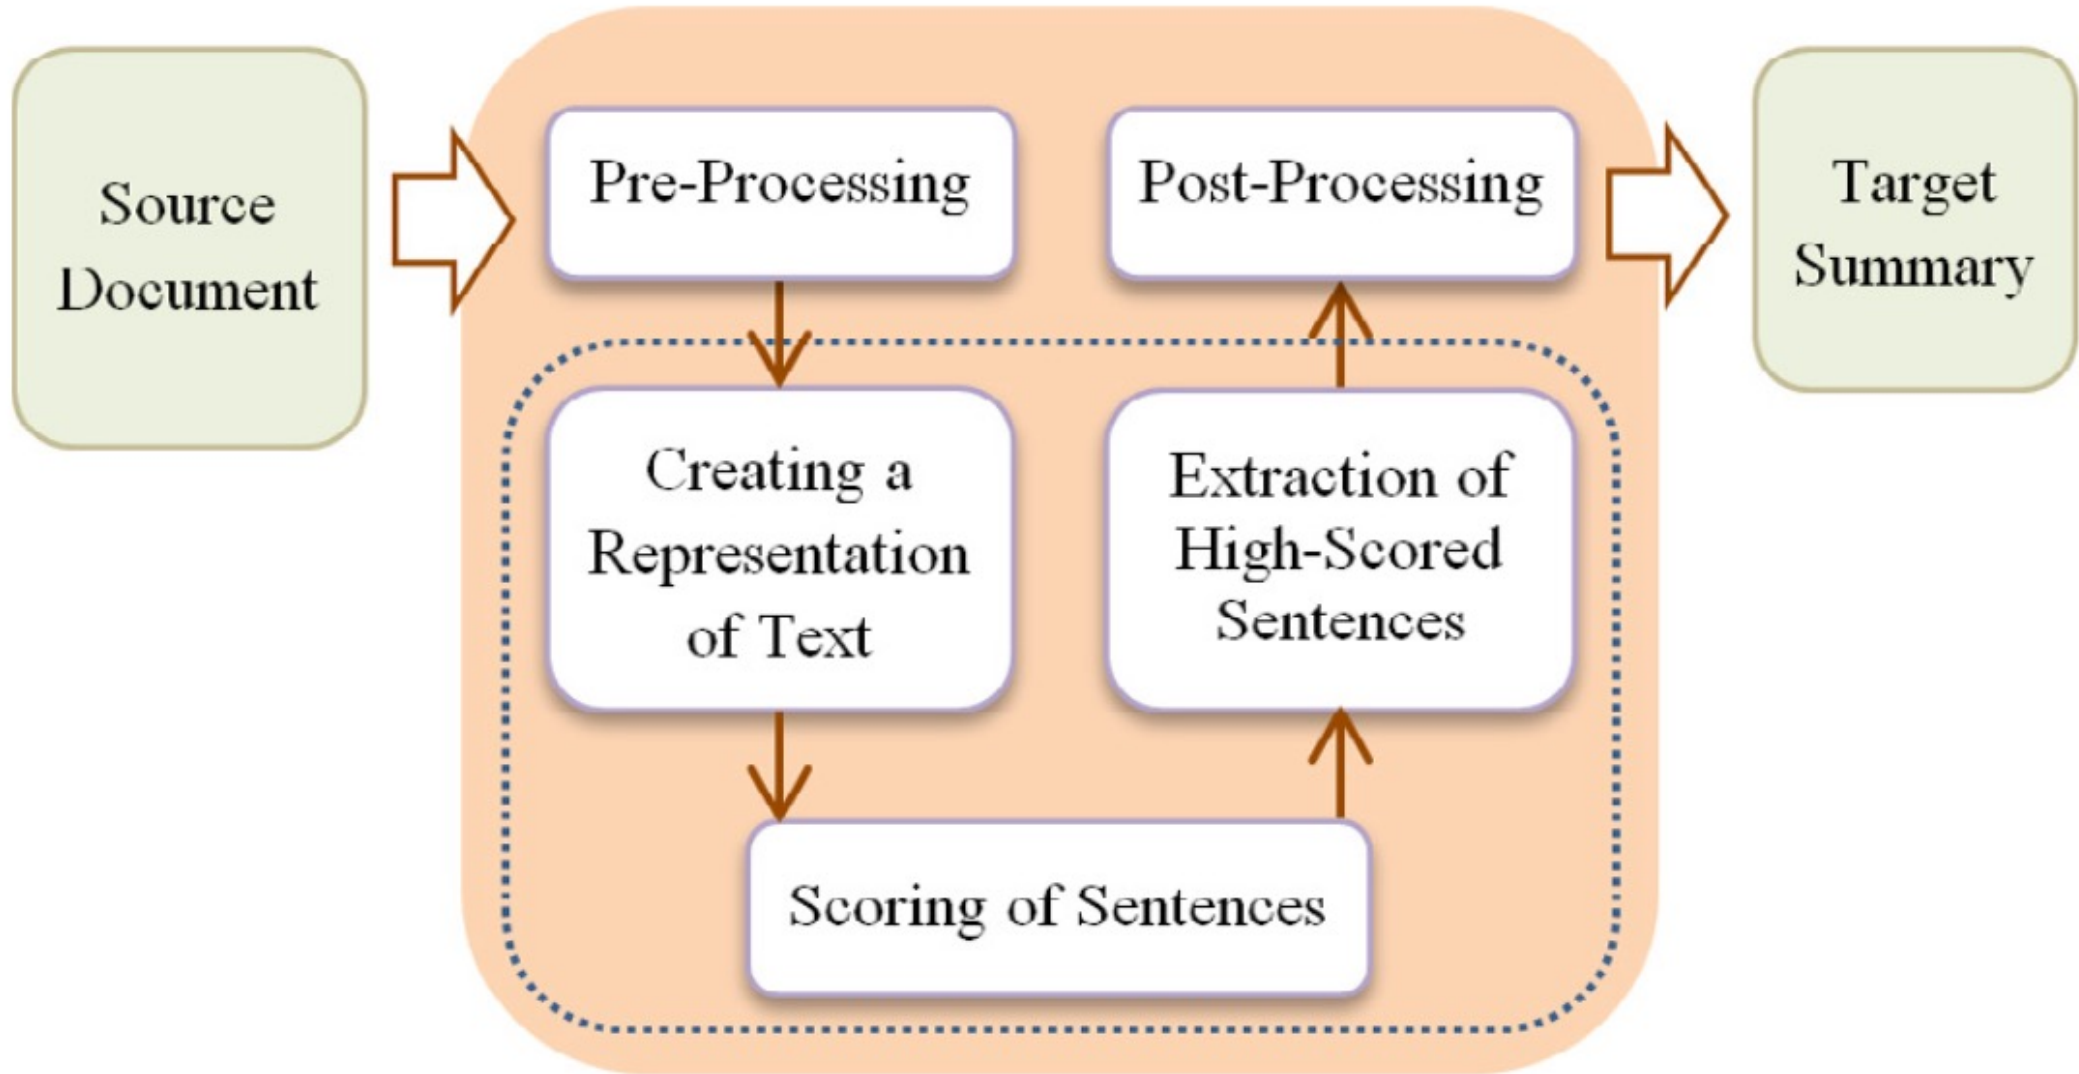 Source
Document
Pre-Processing
Creating a
Representation
of Text
Scoring of Sentences
Extraction of
High-Scored
Sentences
Post-Processing
Target
Summary